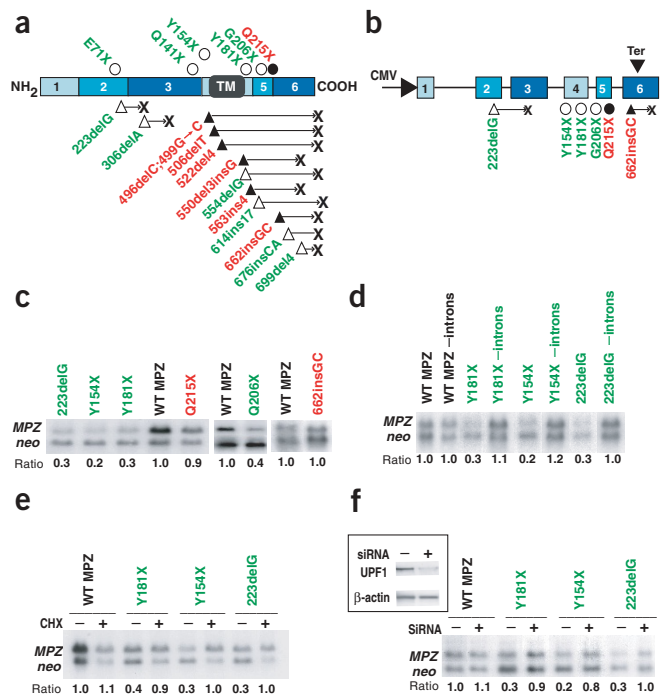 a
E71X
Q141X
Y154X
Y181X
G206X
Q215X
NH2 1 2 3 TM 5 6 COOH
X
223delG
X
306delA
X
496delC;499G→C
X
506delT
X
522del4
X
550del3insG
X
554delG
X
563ins4
X
614ins17
X
662insGC
X
676insCA
X
699del4
b
Ter
CMV 1 2 3 4 5 6
X
X
223delG
Y154X
Y181X
G206X
Q215X
662insGC
c
223delG
Y154X
Y181X
WT MPZ
Q215X
WT MPZ
Q206X
WT MPZ
662insGC
MPZ
neo
Ratio 0.3 0.2 0.3 1.0 0.9 1.0 0.4 1.0 1.0
d
WT MPZ
WT MPZ –introns
Y181X
Y181X –introns
Y154X
Y154X –introns
223delG
223delG –introns
MPZ
neo
Ratio 1.0 1.0 0.3 1.1 0.2 1.2 0.3 1.0
e
WT MPZ
Y181X
Y154X
223delG
CHX – + – + – + – +
MPZ
neo
Ratio 1.0 1.1 0.4 0.9 0.3 1.0 0.3 1.0
f
siRNA – +
UPF1
β-actin
WT MPZ
Y181X
Y154X
223delG
SiRNA – + – + – + – +
MPZ
neo
Ratio 1.0 1.1 0.3 0.9 0.2 0.8 0.3 1.0